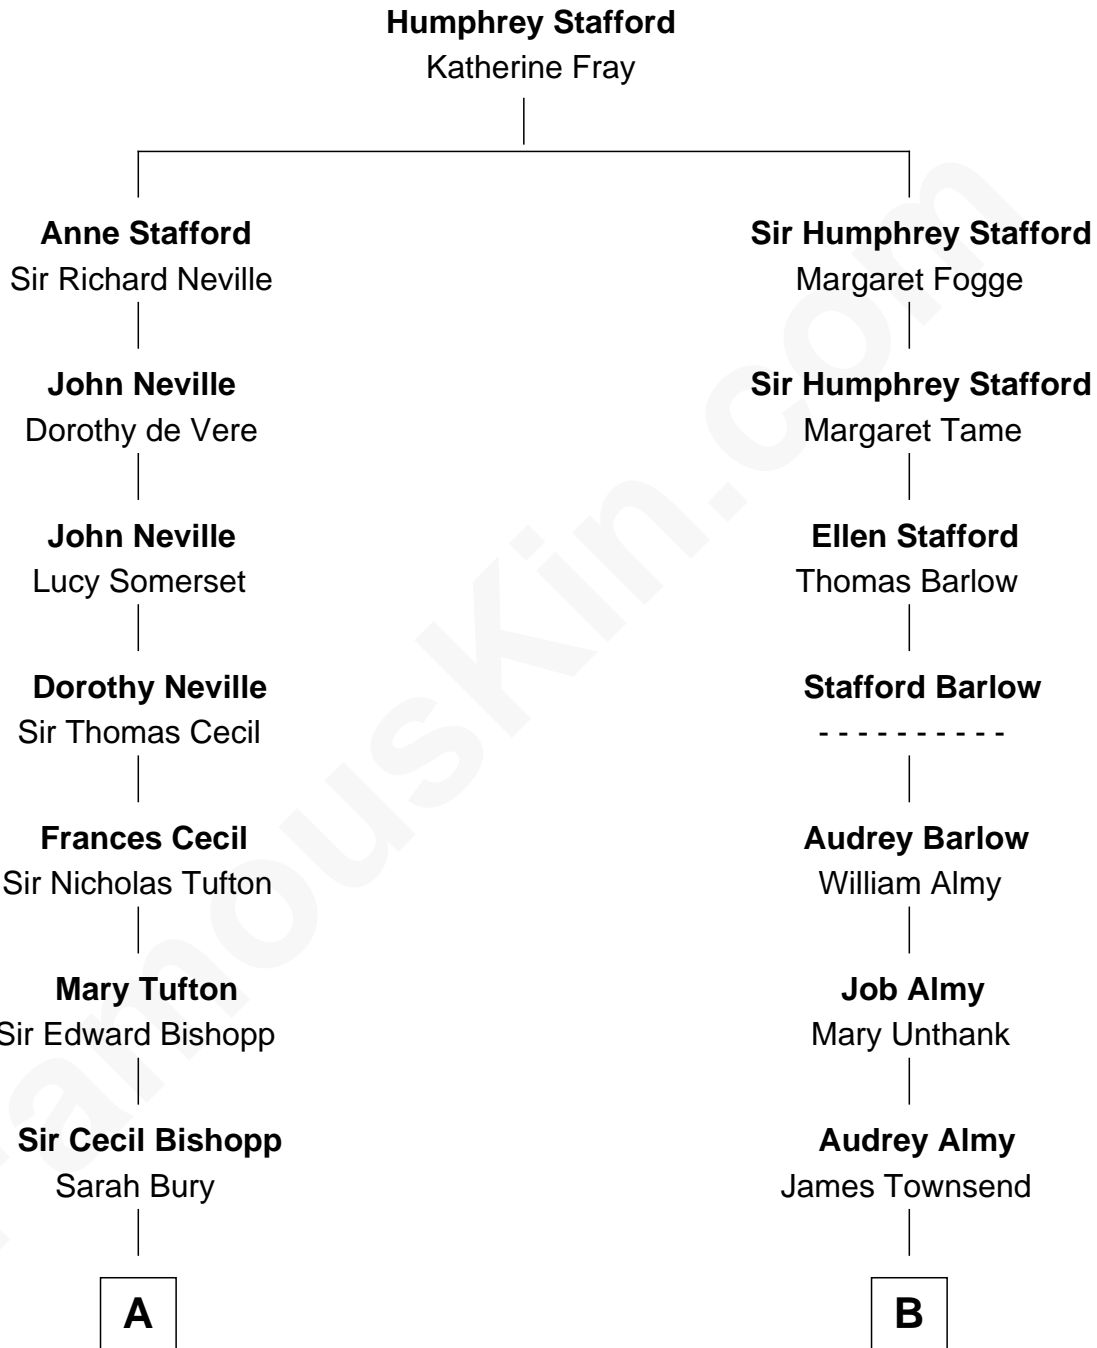 Humphrey Stafford
Katherine Fray
Anne Stafford
Sir Richard Neville
Sir Humphrey Stafford
Margaret Fogge
John Neville
Dorothy de Vere
Sir Humphrey Stafford
Margaret Tame
John Neville
Lucy Somerset
Ellen Stafford
Thomas Barlow
Dorothy Neville
Sir Thomas Cecil
Stafford Barlow
- - - - - - - - - -
Frances Cecil
Sir Nicholas Tufton
Audrey Barlow
William Almy
Mary Tufton
Sir Edward Bishopp
Job Almy
Mary Unthank
Sir Cecil Bishopp
Sarah Bury
Audrey Almy
James Townsend
A
B
FamousKin.com